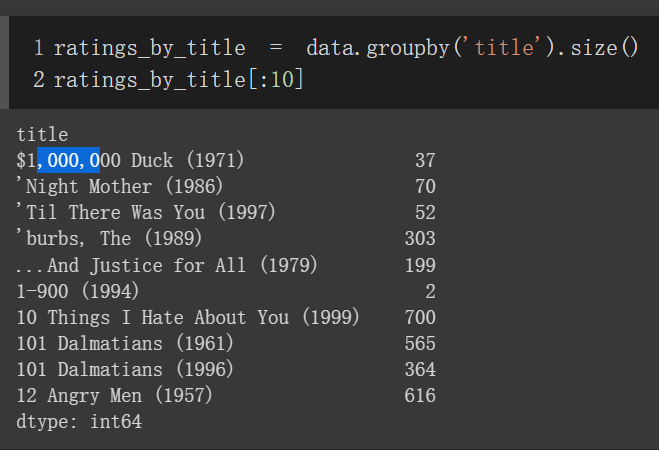 1 ratings_by_title = data.groupby('title').size()
2 ratings_by_title[:10]
title
$1,000,000 Duck (1971) 37
'Night Mother (1986) 70
'Til There Was You (1997) 52
'burbs, The (1989) 303
...And Justice for All (1979) 199
1-900 (1994) 2
10 Things I Hate About You (1999) 700
101 Dalmatians (1961) 565
101 Dalmatians (1996) 364
12 Angry Men (1957) 616
dtype: int64